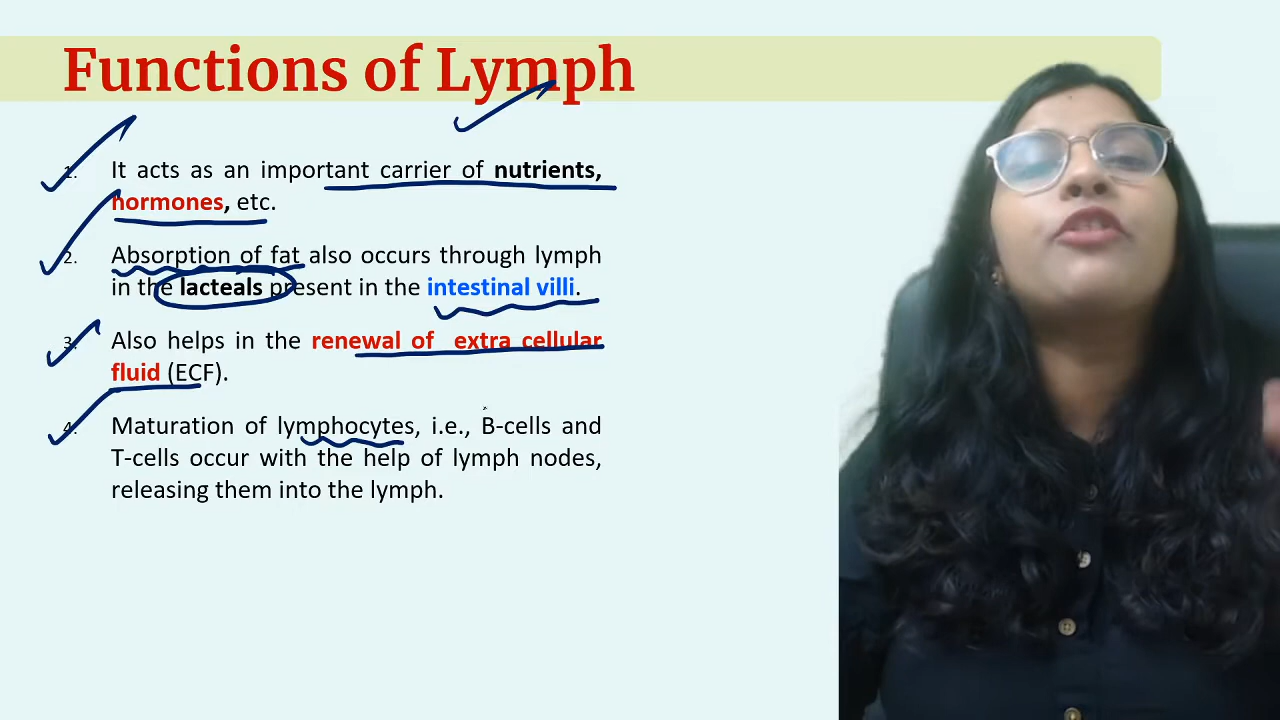 Functions of Lymph
1. It acts as an important carrier of nutrients,
hormones, etc.
2. Absorption of fat also occurs through lymph
in the lacteals present in the intestinal villi.
3. Also helps in the renewal of extra cellular
fluid (ECF).
4. Maturation of lymphocytes, i.e., B-cells and
T-cells occur with the help of lymph nodes,
releasing them into the lymph.